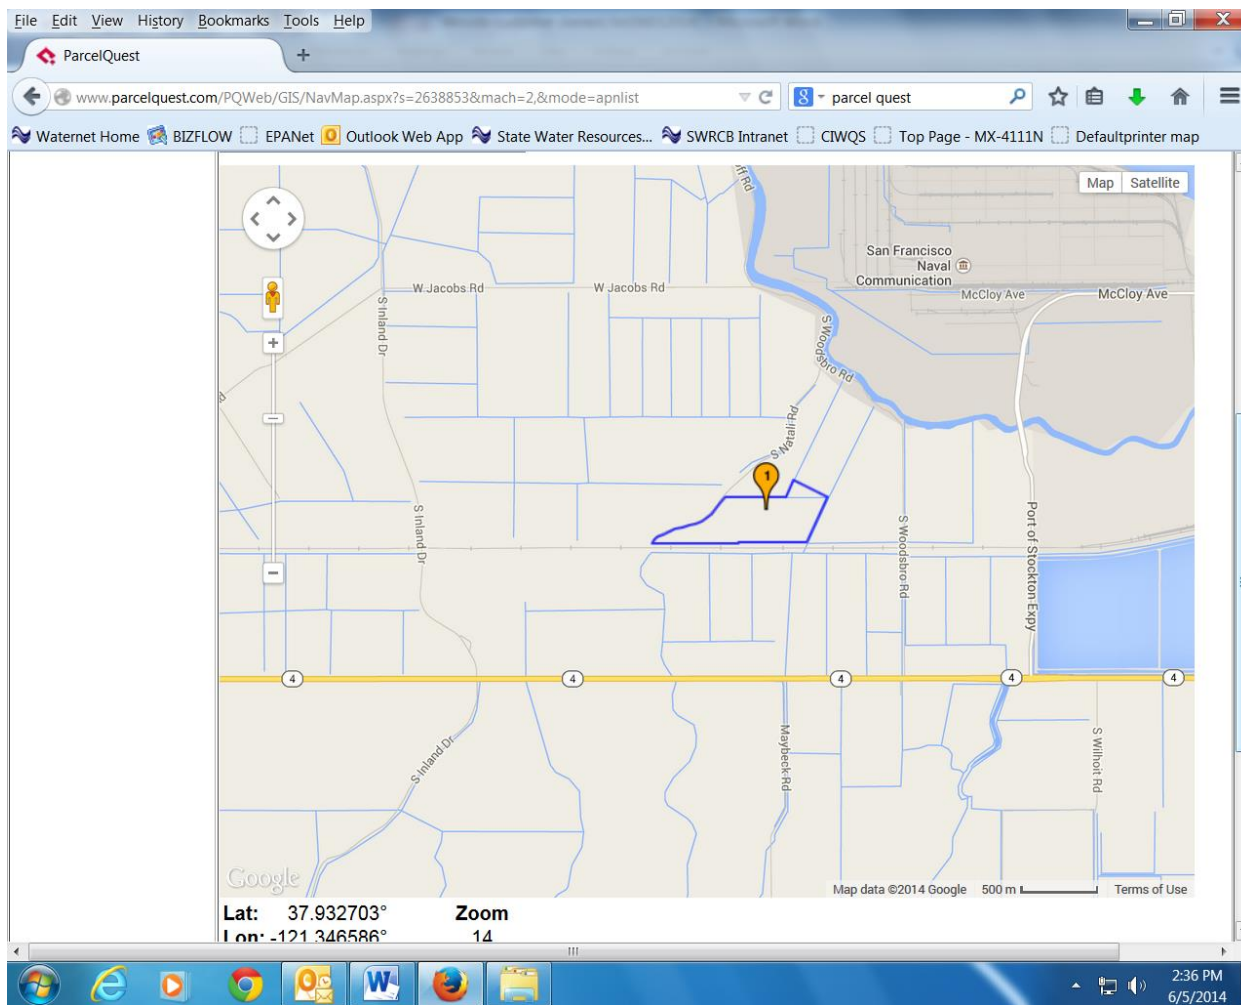 File Edit View History Bookmarks Tools Help
ParcelQuest
www.parcelquest.com/PQWeb/GIS/NavMap.aspx?s=2638853&mach=2,&mode=apnlist
8 parcel quest
Waternet Home BIZFLOW EPANet Outlook Web App State Water Resources... SWRCB Intranet CIWQS Top Page - MX-4111N Defaultprinter map
Map Satellite
ff Rd
San Francisco
Naval
Communication
W Jacobs Rd W Jacobs Rd
McCloy Ave McCloy Ave
S Inland Dr
S Woodsbro Rd
S Natali Rd
1
S Inland Dr
S Woodsbro Rd
Port of Stockton Expy
4 4 4 4 4
S Inland Dr
Maybeck Rd
S Wilhoit Rd
Google
Map data ©2014 Google 500 m Terms of Use
Lat: 37.932703° Zoom
Lon: -121.346586° 14
2:36 PM
6/5/2014